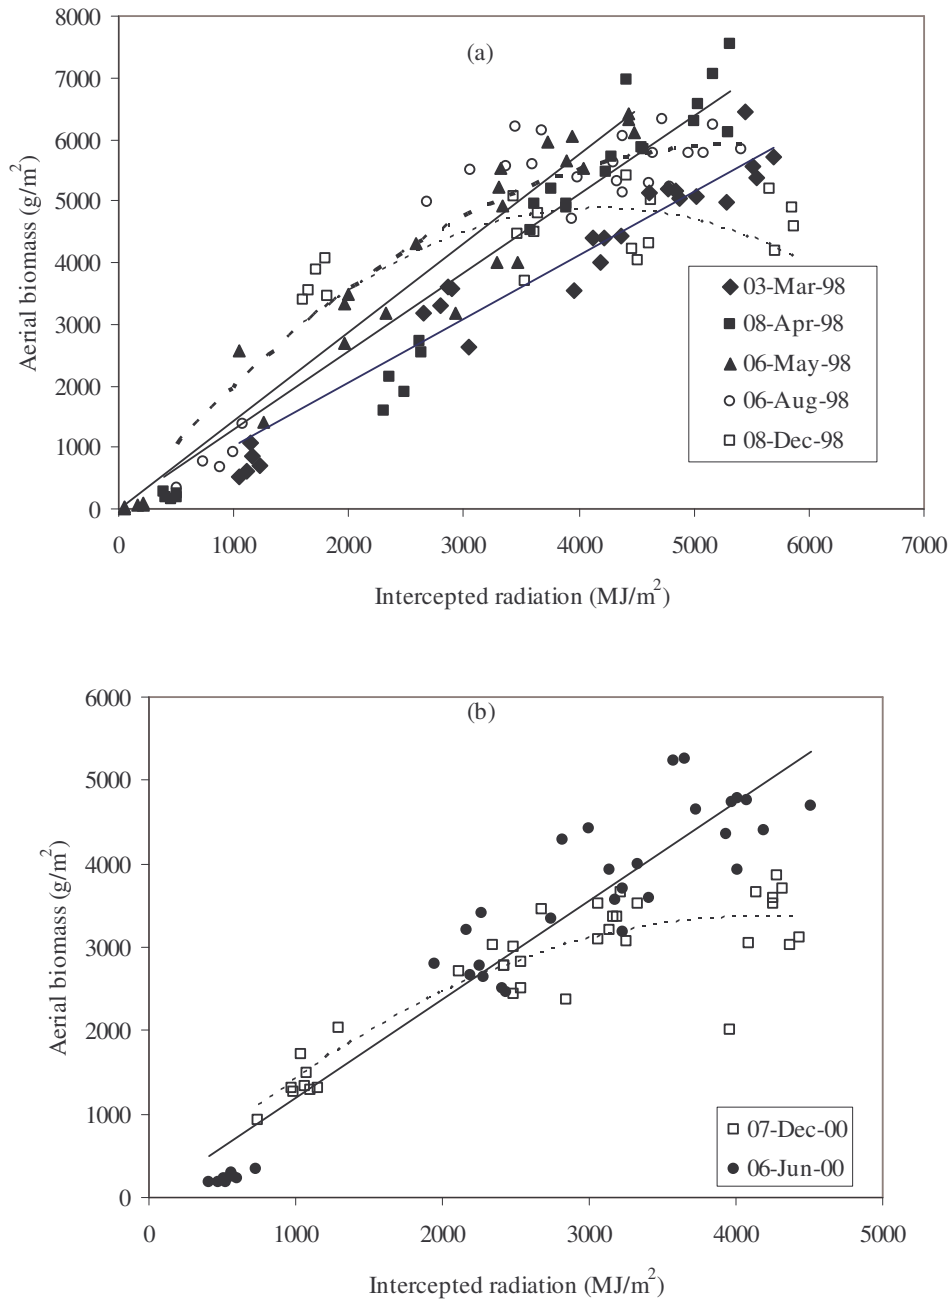 (a)
8000
7000
6000
5000
4000
3000
2000
1000
0
Aerial biomass (g/m²)
03-Mar-98
08-Apr-98
06-May-98
06-Aug-98
08-Dec-98
0 1000 2000 3000 4000 5000 6000 7000
Intercepted radiation (MJ/m²)
(b)
6000
5000
4000
3000
2000
1000
0
Aerial biomass (g/m²)
07-Dec-00
06-Jun-00
0 1000 2000 3000 4000 5000
Intercepted radiation (MJ/m²)